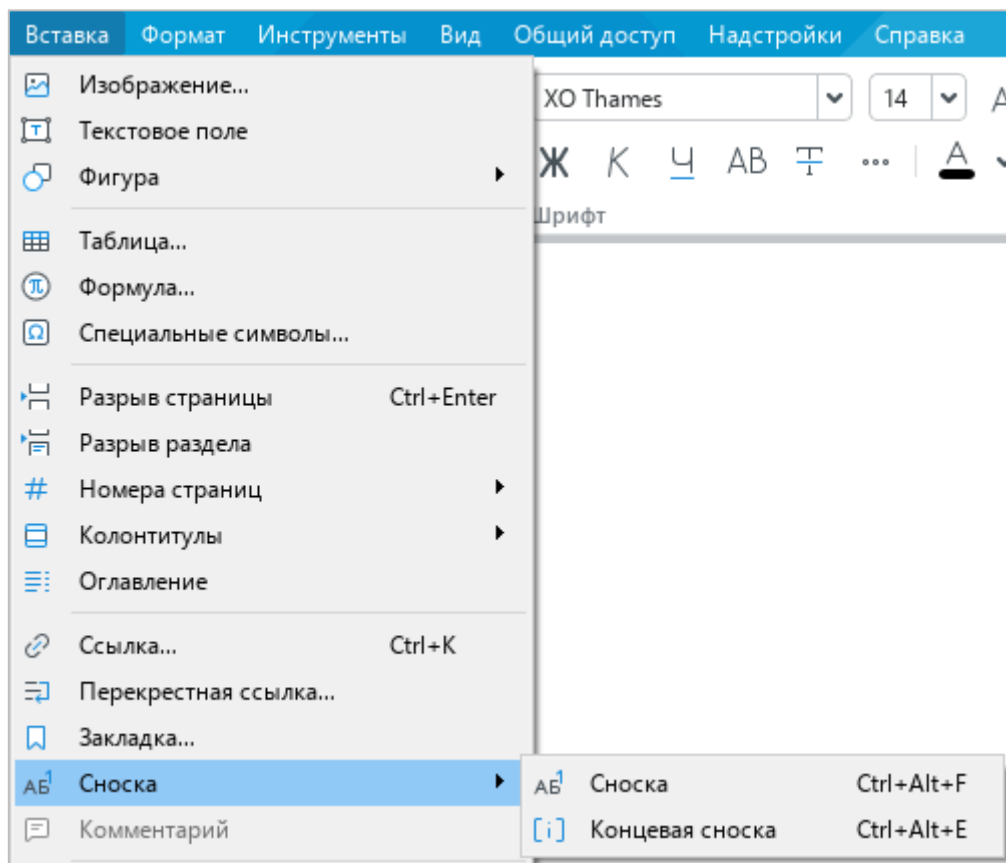 Вставка Формат Инструменты Вид Общий доступ Надстройки Справка
Изображение...
XO Thames 14
Текстовое поле
Ж К Ч АВ Т
Фигура
Шрифт
Таблица...
Формула...
Специальные символы...
Разрыв страницы Ctrl+Enter
Разрыв раздела
Номера страниц
Колонтитулы
Оглавление
Ссылка... Ctrl+K
Перекрестная ссылка...
Закладка...
Сноска
Сноска Ctrl+Alt+F
Комментарий
Концевая сноска Ctrl+Alt+E